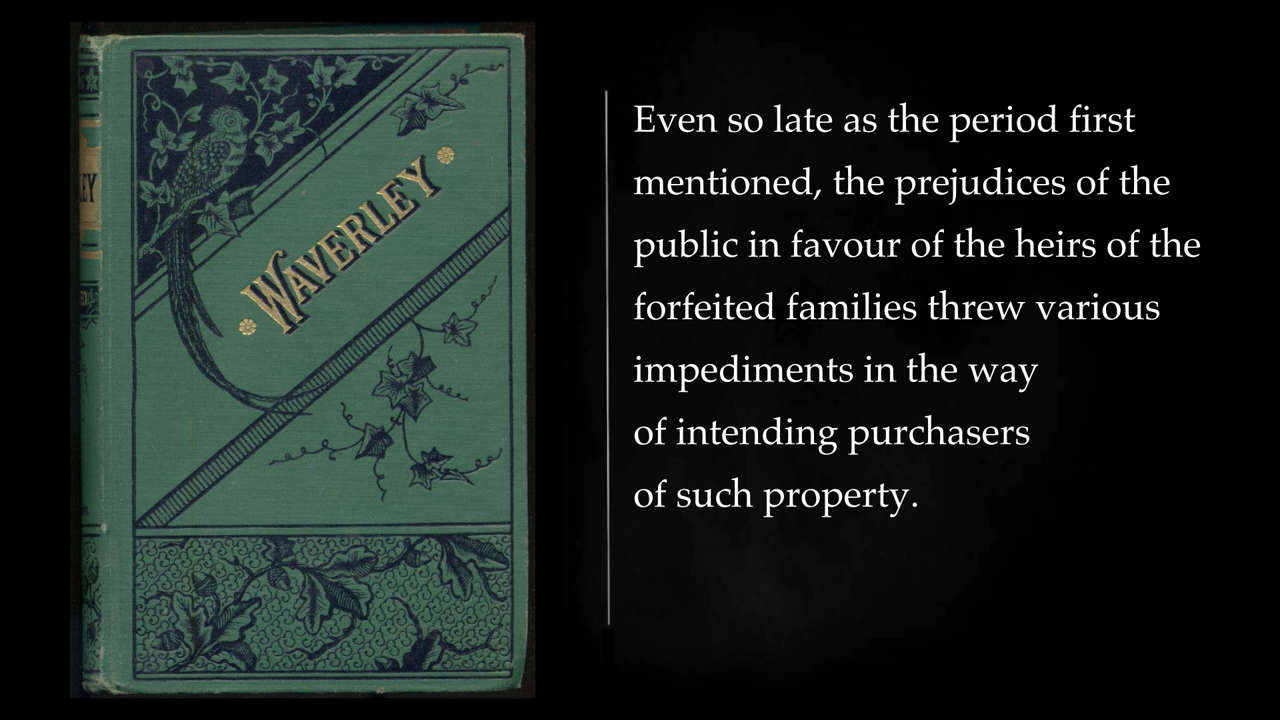 WAVERLEY
EY
Even so late as the period first
mentioned, the prejudices of the
public in favour of the heirs of the
forfeited families threw various
impediments in the way
of intending purchasers
of such property.